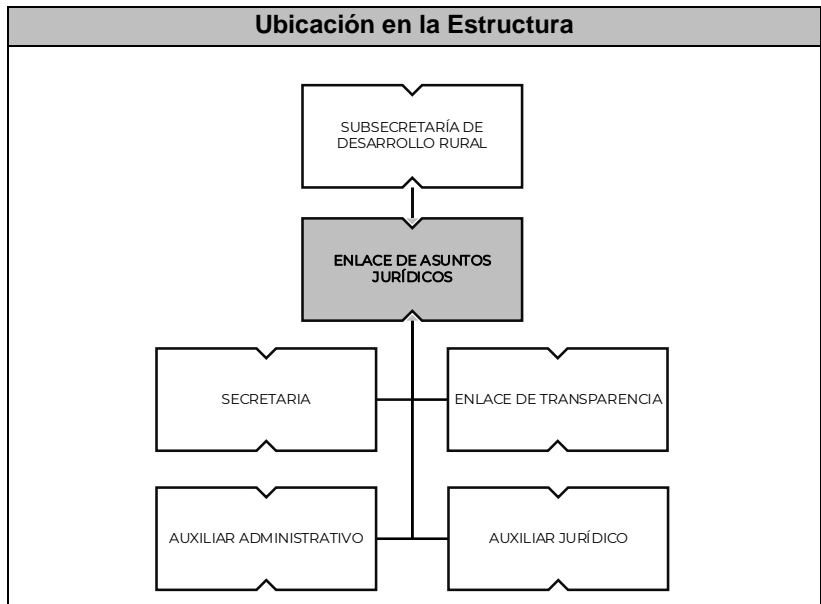 Ubicación en la Estructura
SUBSECRETARÍA DE
DESARROLLO RURAL
ENLACE DE ASUNTOS
JURÍDICOS
SECRETARIA
ENLACE DE TRANSPARENCIA
AUXILIAR ADMINISTRATIVO
AUXILIAR JURÍDICO